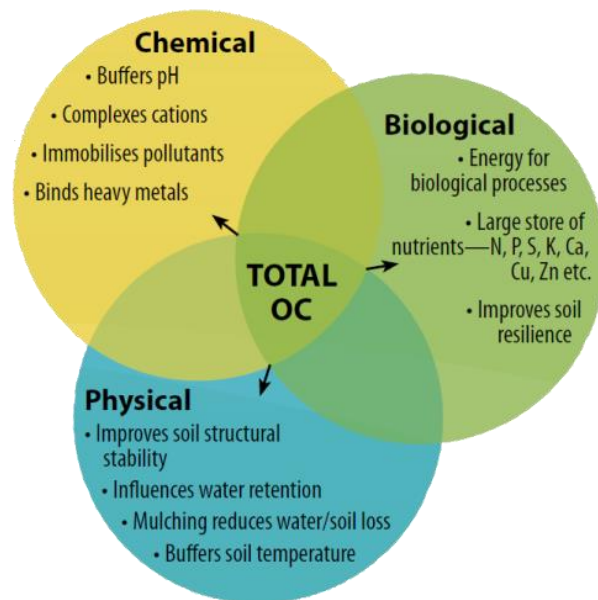 Chemical
• Buffers pH
• Complexes cations
• Immobilises pollutants
• Binds heavy metals
Biological
• Energy for
biological processes
• Large store of
nutrients—N, P, S, K, Ca,
Cu, Zn etc.
• Improves soil
resilience
TOTAL
OC
Physical
• Improves soil structural
stability
• Influences water retention
• Mulching reduces water/soil loss
• Buffers soil temperature